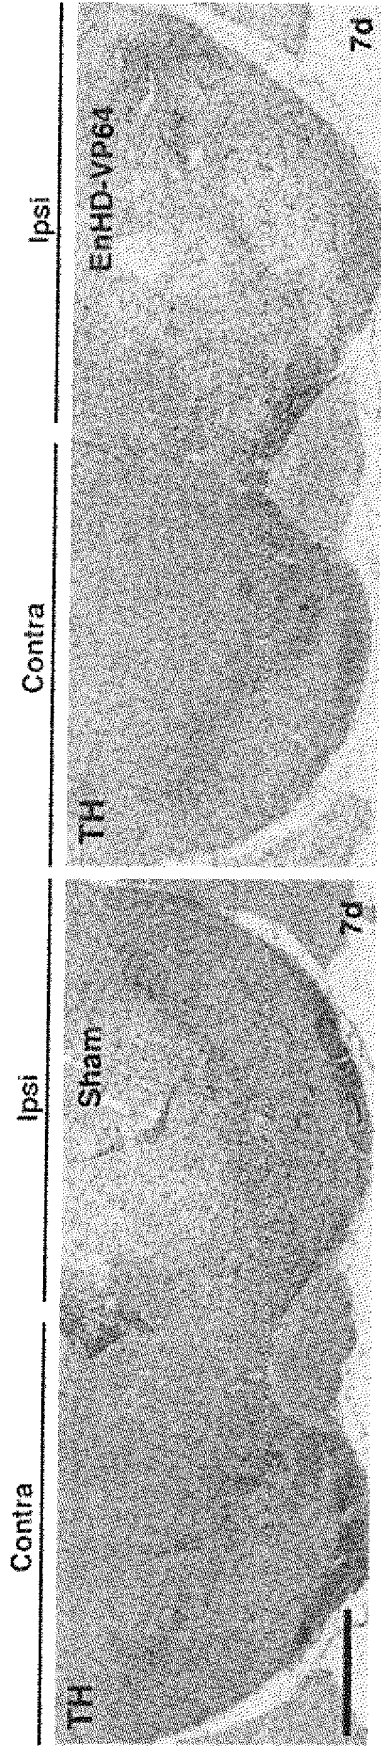 Contra
Ipsi
TH
Sham
7d
Contra
Ipsi
TH
EnHD-VP64
7d